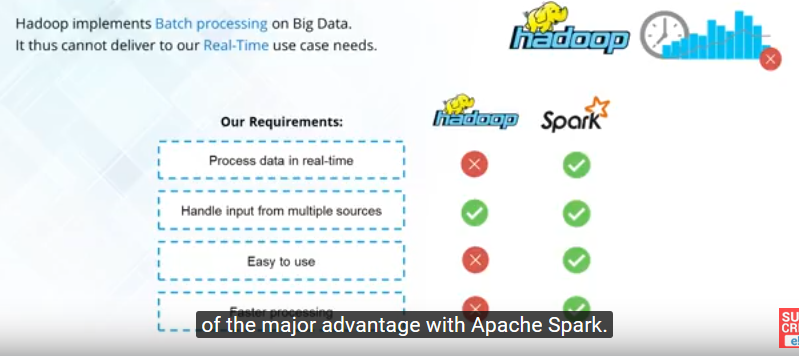 Hadoop implements Batch processing on Big Data.
It thus cannot deliver to our Real-Time use case needs.
hadoop
Our Requirements:
hadoop
Spark
Process data in real-time
Handle input from multiple sources
Easy to use
Faster processing
of the major advantage with Apache Spark.
SU
CR
e